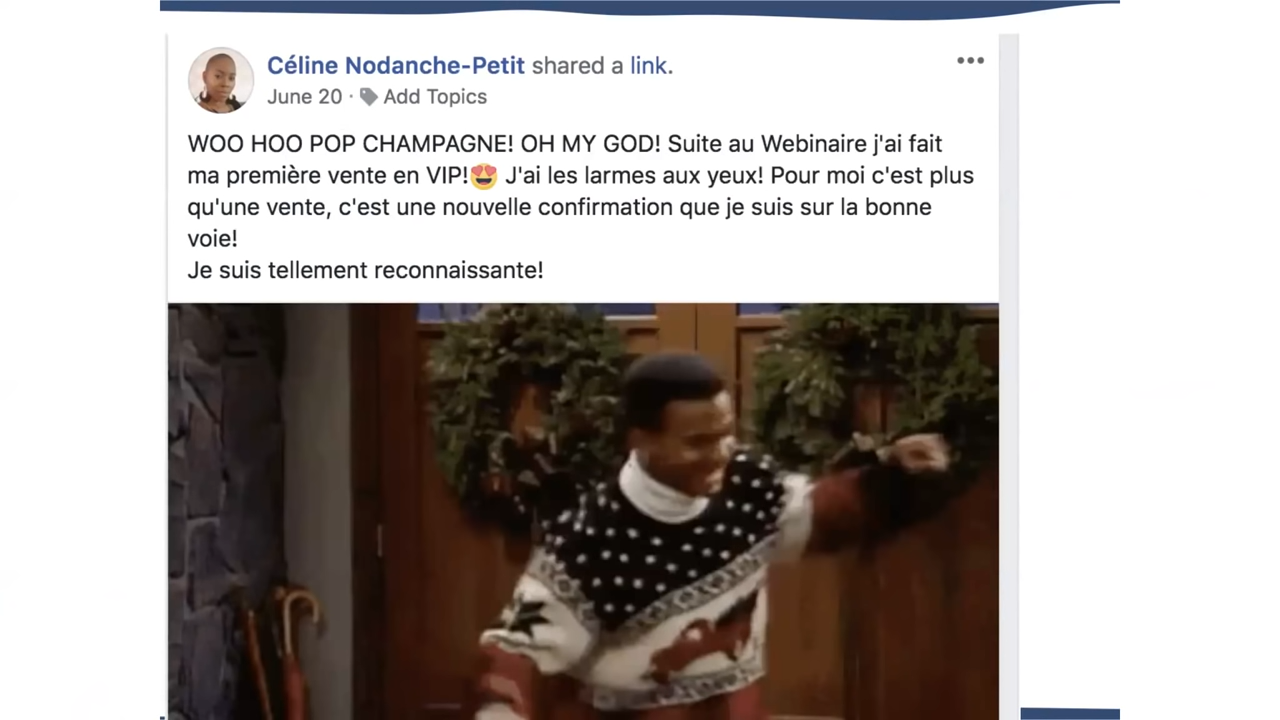 Céline Nodanche-Petit shared a link.
June 20 · Add Topics
WOO HOO POP CHAMPAGNE! OH MY GOD! Suite au Webinaire j'ai fait
ma première vente en VIP!😍 J'ai les larmes aux yeux! Pour moi c'est plus
qu'une vente, c'est une nouvelle confirmation que je suis sur la bonne
voie!
Je suis tellement reconnaissante!